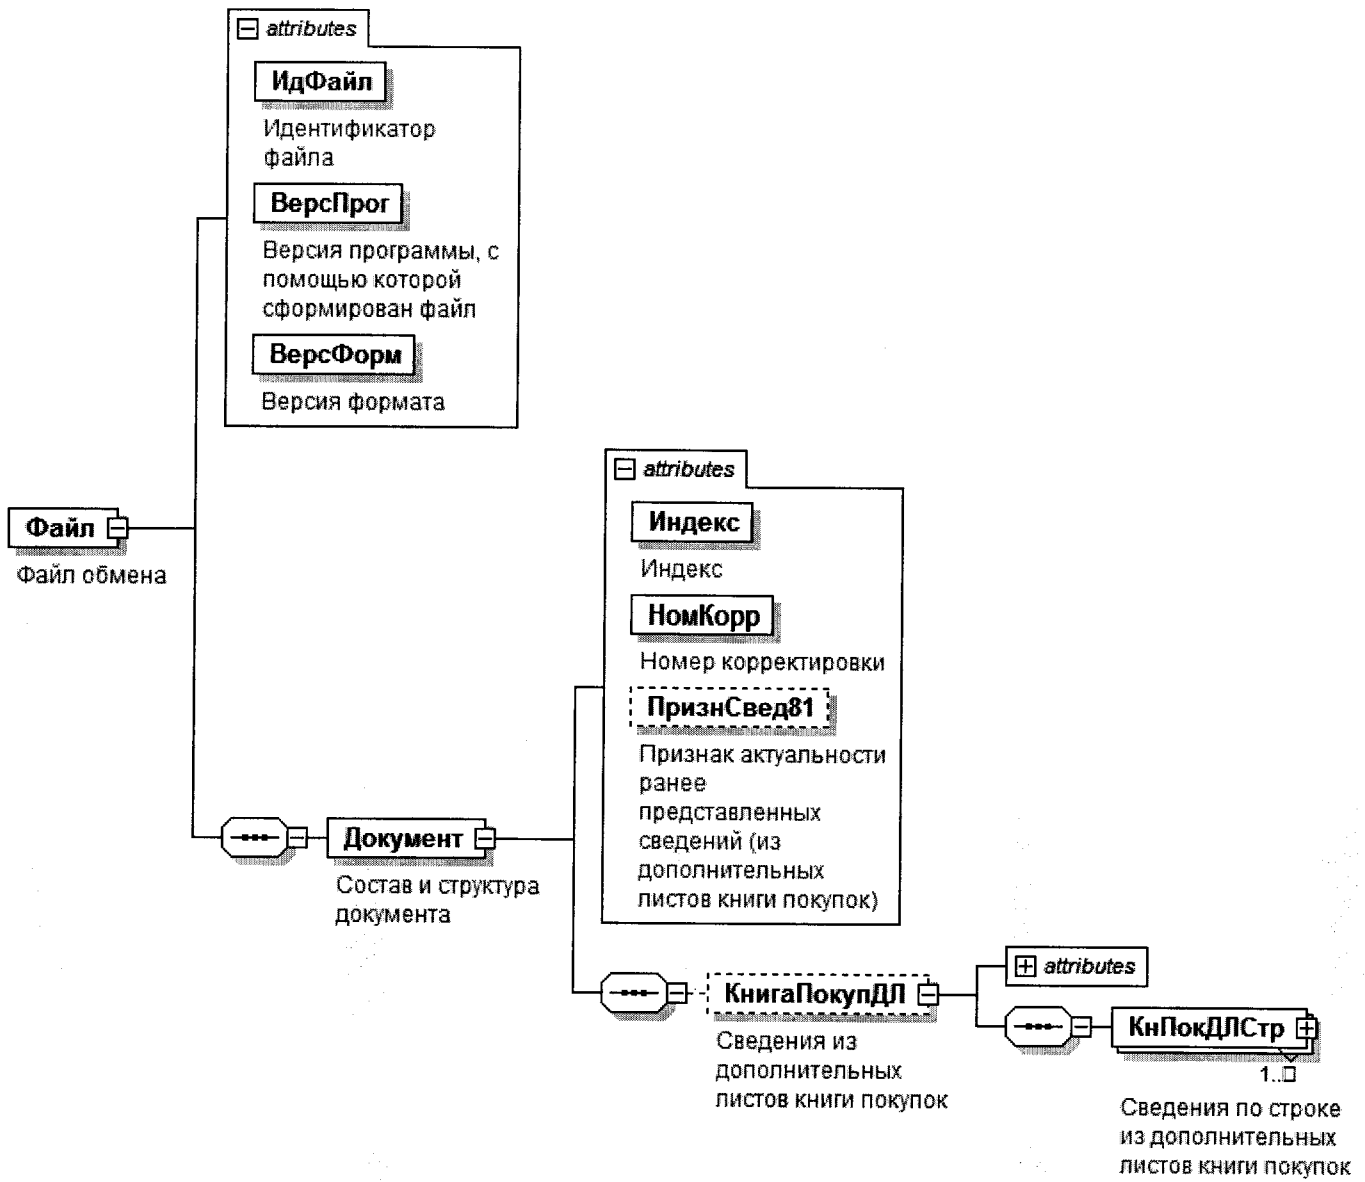 attributes
ИдФайл
Идентификатор
файла
ВерсПрог
Версия программы, с
помощью которой
сформирован файл
ВерсФорм
Версия формата
Файл
Файл обмена
Документ
Состав и структура
документа
attributes
Индекс
Индекс
НомКорр
Номер корректировки
ПризнСвед81
Признак актуальности
ранее
представленных
сведений (из
дополнительных
листов книги покупок)
КнигаПокупДЛ
Сведения из
дополнительных
листов книги покупок
attributes
КнПокДЛСтр
1..□
Сведения по строке
из дополнительных
листов книги покупок